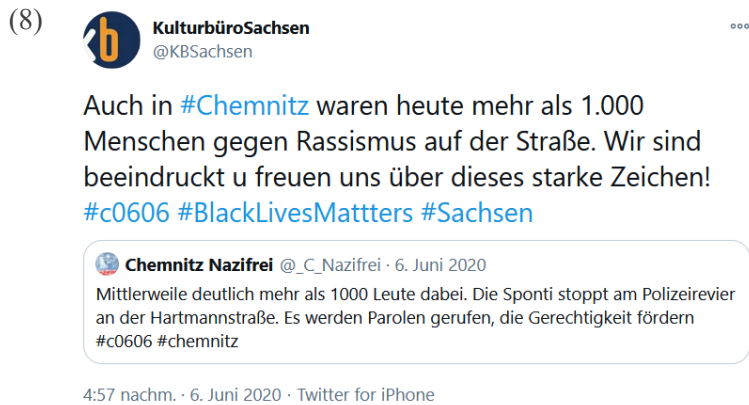 (8)
KulturbüroSachsen
@KBSachsen
Auch in #Chemnitz waren heute mehr als 1.000
Menschen gegen Rassismus auf der Straße. Wir sind
beeindruckt u freuen uns über dieses starke Zeichen!
#c0606 #BlackLivesMattters #Sachsen
Chemnitz Nazifrei @_C_Nazifrei · 6. Juni 2020
Mittlerweile deutlich mehr als 1000 Leute dabei. Die Sponti stoppt am Polizeirevier
an der Hartmannstraße. Es werden Parolen gerufen, die Gerechtigkeit fördern
#c0606 #chemnitz
4:57 nachm. · 6. Juni 2020 · Twitter for iPhone